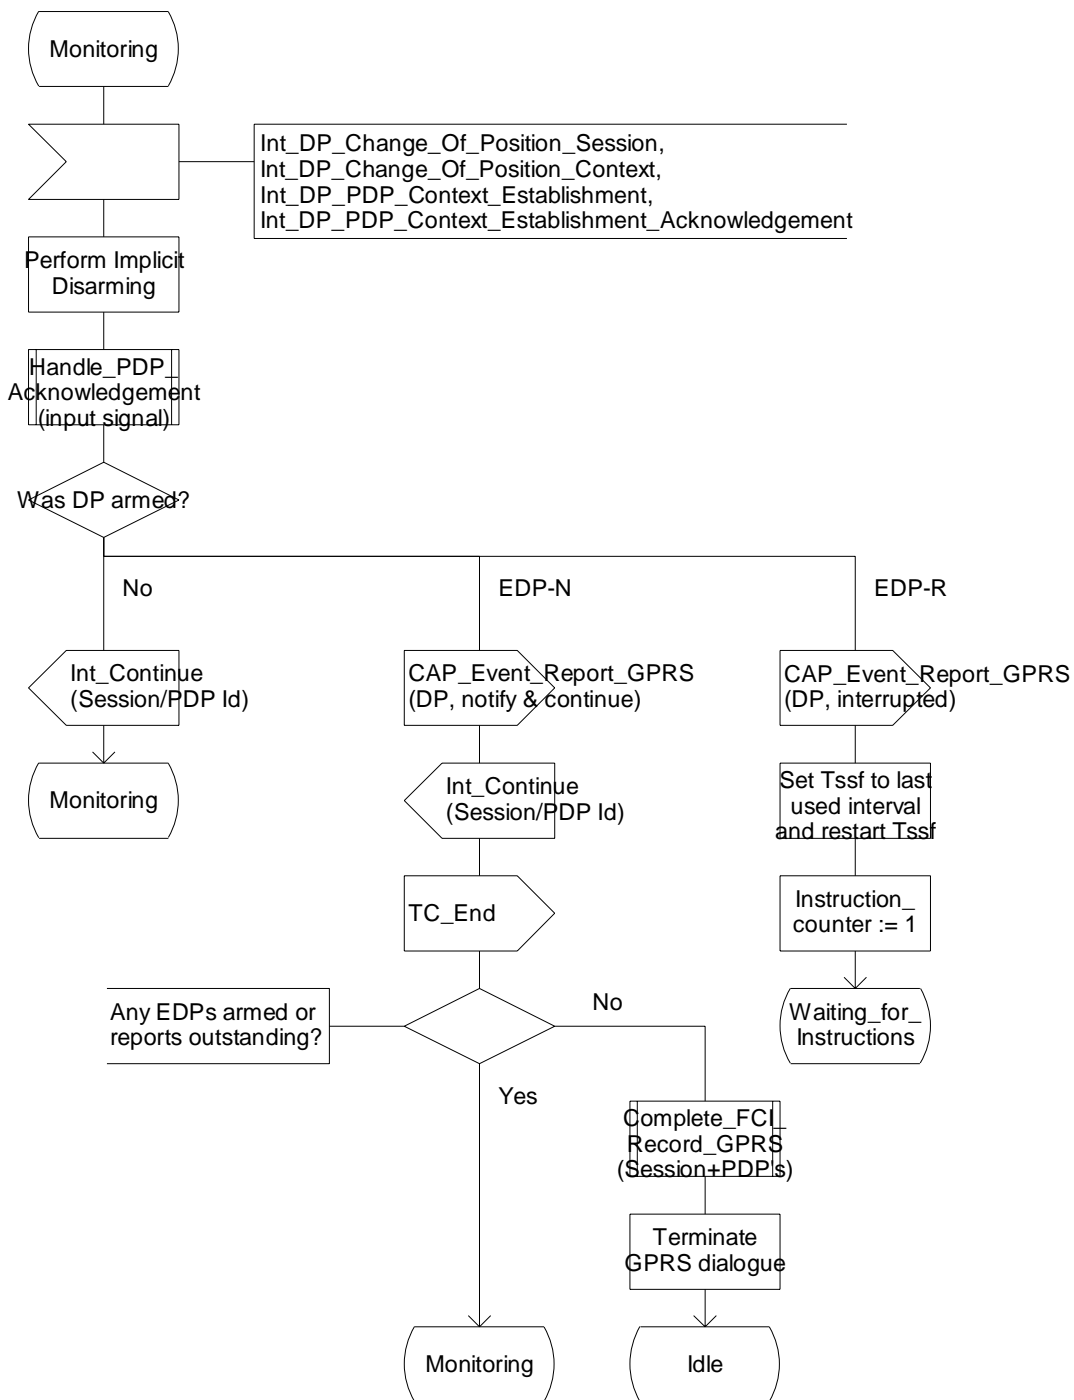 Monitoring
Int_DP_Change_Of_Position_Session,
Int_DP_Change_Of_Position_Context,
Int_DP_PDP_Context_Establishment,
Int_DP_PDP_Context_Establishment_Acknowledgement
Perform Implicit
Disarming
Handle_PDP_
Acknowledgement
(input signal)
Was DP armed?
No
EDP-N
EDP-R
Int_Continue
(Session/PDP Id)
CAP_Event_Report_GPRS
(DP, notify & continue)
CAP_Event_Report_GPRS
(DP, interrupted)
Monitoring
Int_Continue
(Session/PDP Id)
Set Tssf to last
used interval
and restart Tssf
TC_End
Instruction_
counter := 1
Any EDPs armed or
reports outstanding?
No
Yes
Waiting_for_
Instructions
Complete_FCI_
Record_GPRS
(Session+PDP's)
Terminate
GPRS dialogue
Monitoring
Idle